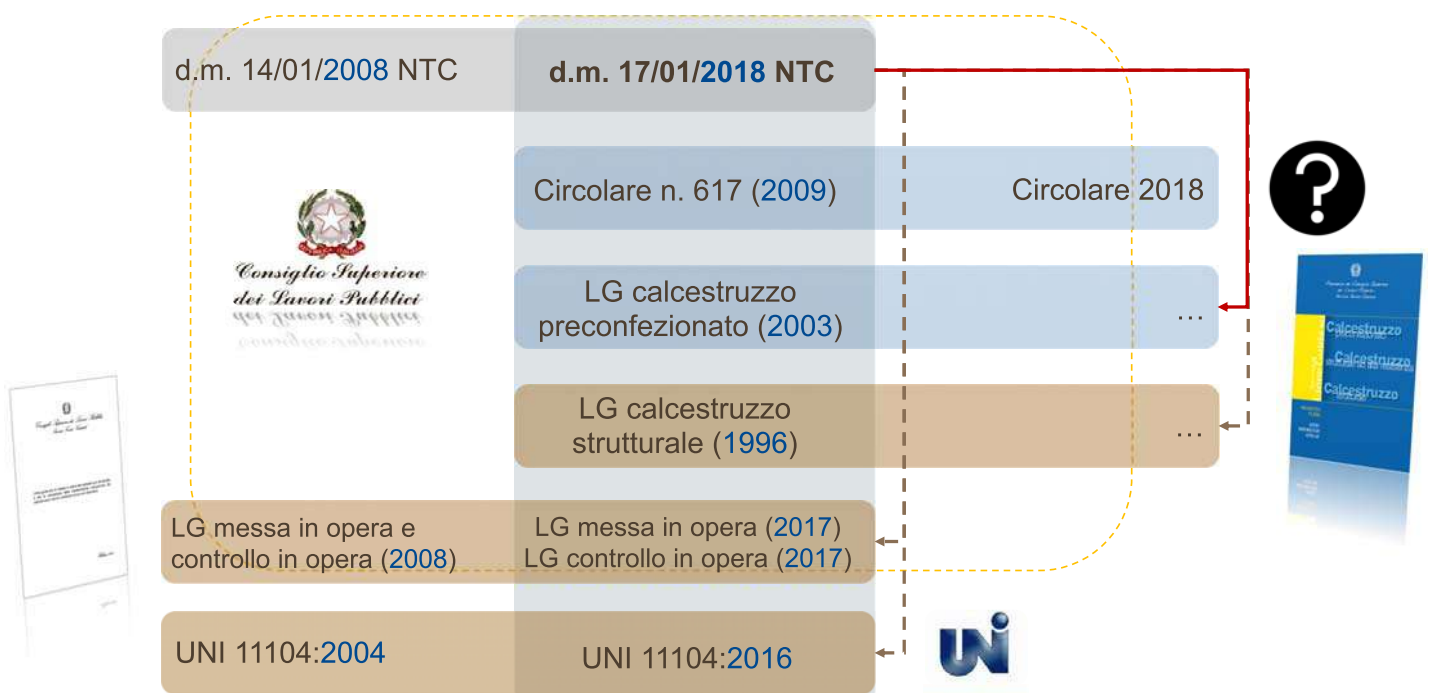 d.m. 14/01/2008 NTC
d.m. 17/01/2018 NTC
Circolare n. 617 (2009)
Circolare 2018
?
Consiglio Superiore
dei Lavori Pubblici
LG calcestruzzo
preconfezionato (2003)
...
LG calcestruzzo
strutturale (1996)
...
Calcestruzzo
Calcestruzzo
Calcestruzzo
LG messa in opera e
controllo in opera (2008)
LG messa in opera (2017)
LG controllo in opera (2017)
UNI 11104:2004
UNI 11104:2016
UNI